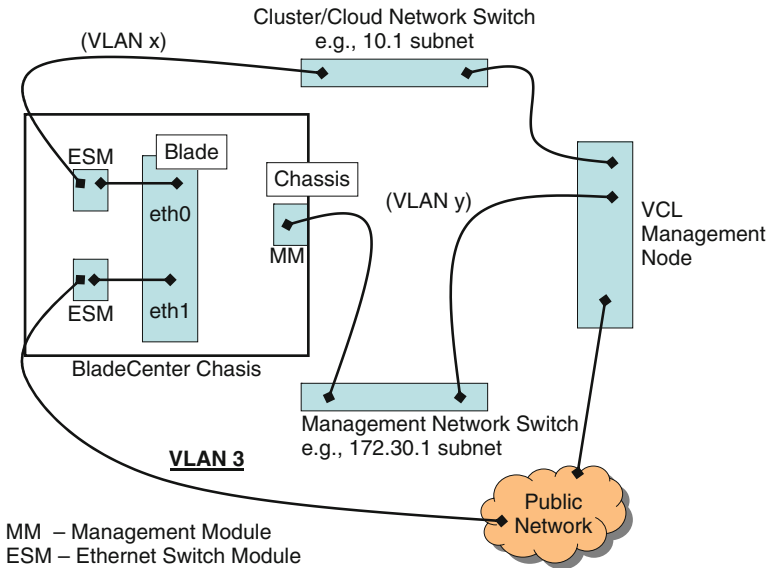 Cluster/Cloud Network Switch
e.g., 10.1 subnet
(VLAN x)
ESM
Blade
Chassis
eth0
(VLAN y)
VCL
Management
Node
MM
ESM
eth1
BladeCenter Chasis
Management Network Switch
e.g., 172.30.1 subnet
VLAN 3
Public
Network
MM – Management Module
ESM – Ethernet Switch Module